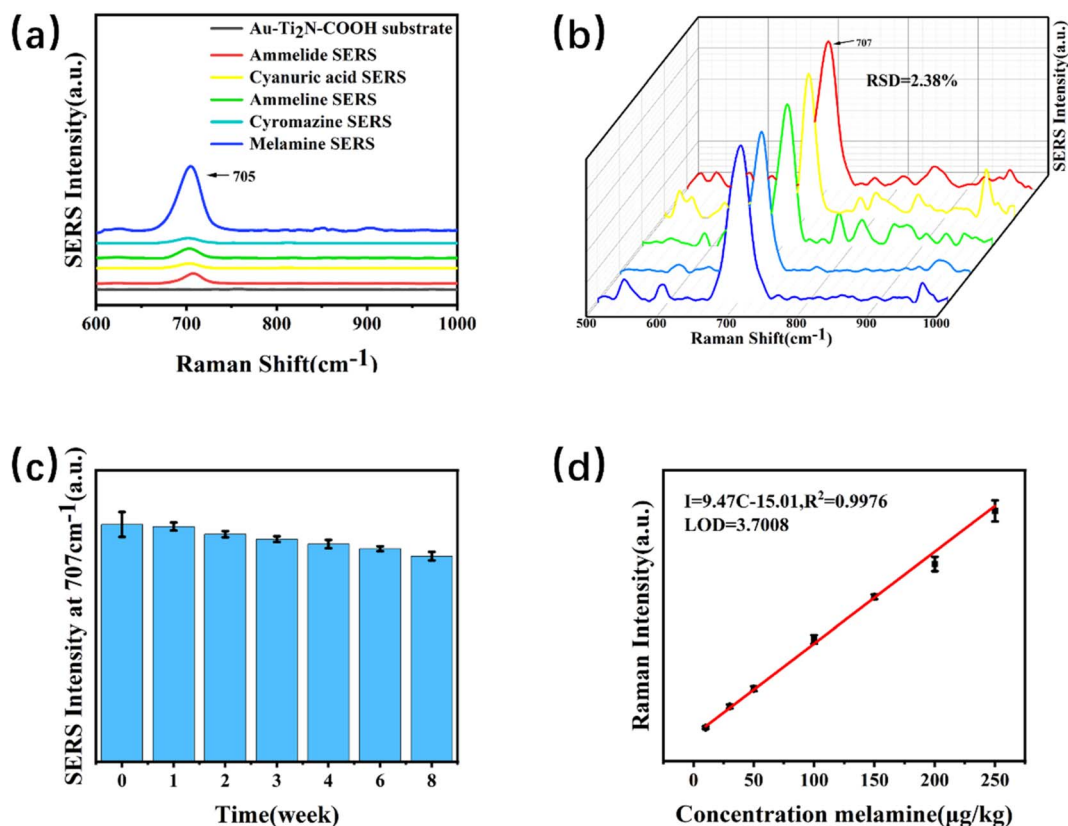 (a)
Au-Ti2N-COOH substrate
Ammelide SERS
Cyanuric acid SERS
Ammeline SERS
Cyromazine SERS
Melamine SERS
705
SERS Intensity(a.u.)
600 700 800 900 1000
Raman Shift(cm-1)
(b)
707
RSD=2.38%
SERS Intensity(a.u.)
500 600 700 800 900 1000
Raman Shift(cm-1)
(c)
SERS Intensity at 707cm-1(a.u.)
0 1 2 3 4 6 8
Time(week)
(d)
I=9.47C-15.01,R2=0.9976
LOD=3.7008
Raman Intensity(a.u.)
0 50 100 150 200 250
Concentration melamine(μg/kg)